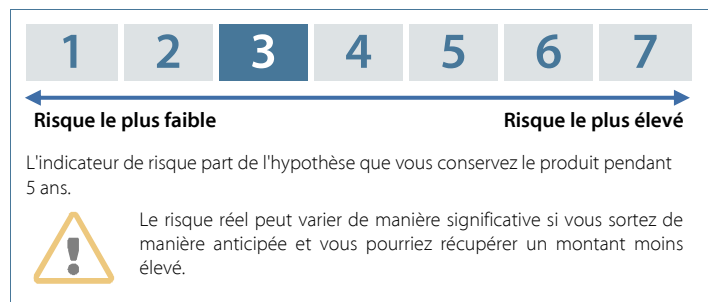 1 2 3 4 5 6 7
Risque le plus faible Risque le plus élevé
L'indicateur de risque part de l'hypothèse que vous conservez le produit pendant
5 ans.
Le risque réel peut varier de manière significative si vous sortez de
manière anticipée et vous pourriez récupérer un montant moins
élevé.